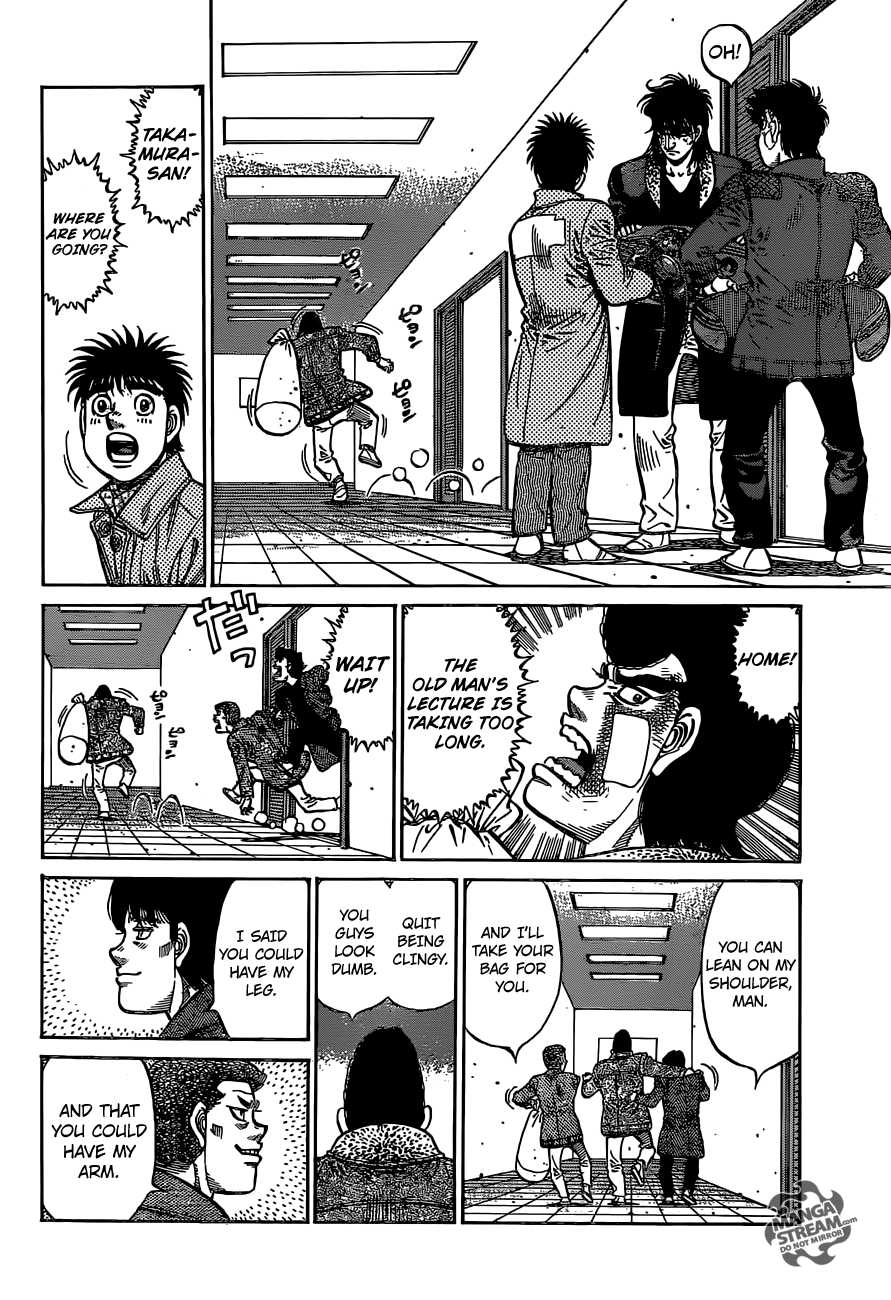 OH!
TAKA-
MURA-
SAN!
WHERE
ARE YOU
GOING?
HOME!
THE
OLD MAN'S
LECTURE IS
TAKING TOO
LONG.
WAIT
UP!
だっ
YOU CAN
LEAN ON MY
SHOULDER,
MAN.
AND I'LL
TAKE YOUR
BAG FOR
YOU.
QUIT
BEING
CLINGY.
YOU
GUYS
LOOK
DUMB.
I SAID
YOU COULD
HAVE MY
LEG.
AND THAT
YOU COULD
HAVE MY
ARM.
MANGA
STREAM.com
DO NOT MIRROR